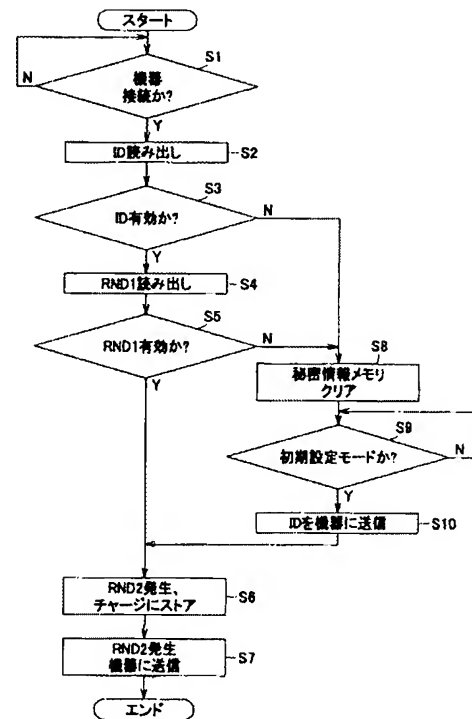 スタート
S1
N
機器
接続か?
Y
ID読み出し
S2
S3
ID有効か?
N
Y
RND1読み出し
S4
S5
RND1有効か?
N
Y
S8
秘密情報メモリ
クリア
S9
初期設定モードか?
N
Y
IDを機器に送信
S10
RND2発生、
チャージにストア
S6
RND2発生
機器に送信
S7
エンド